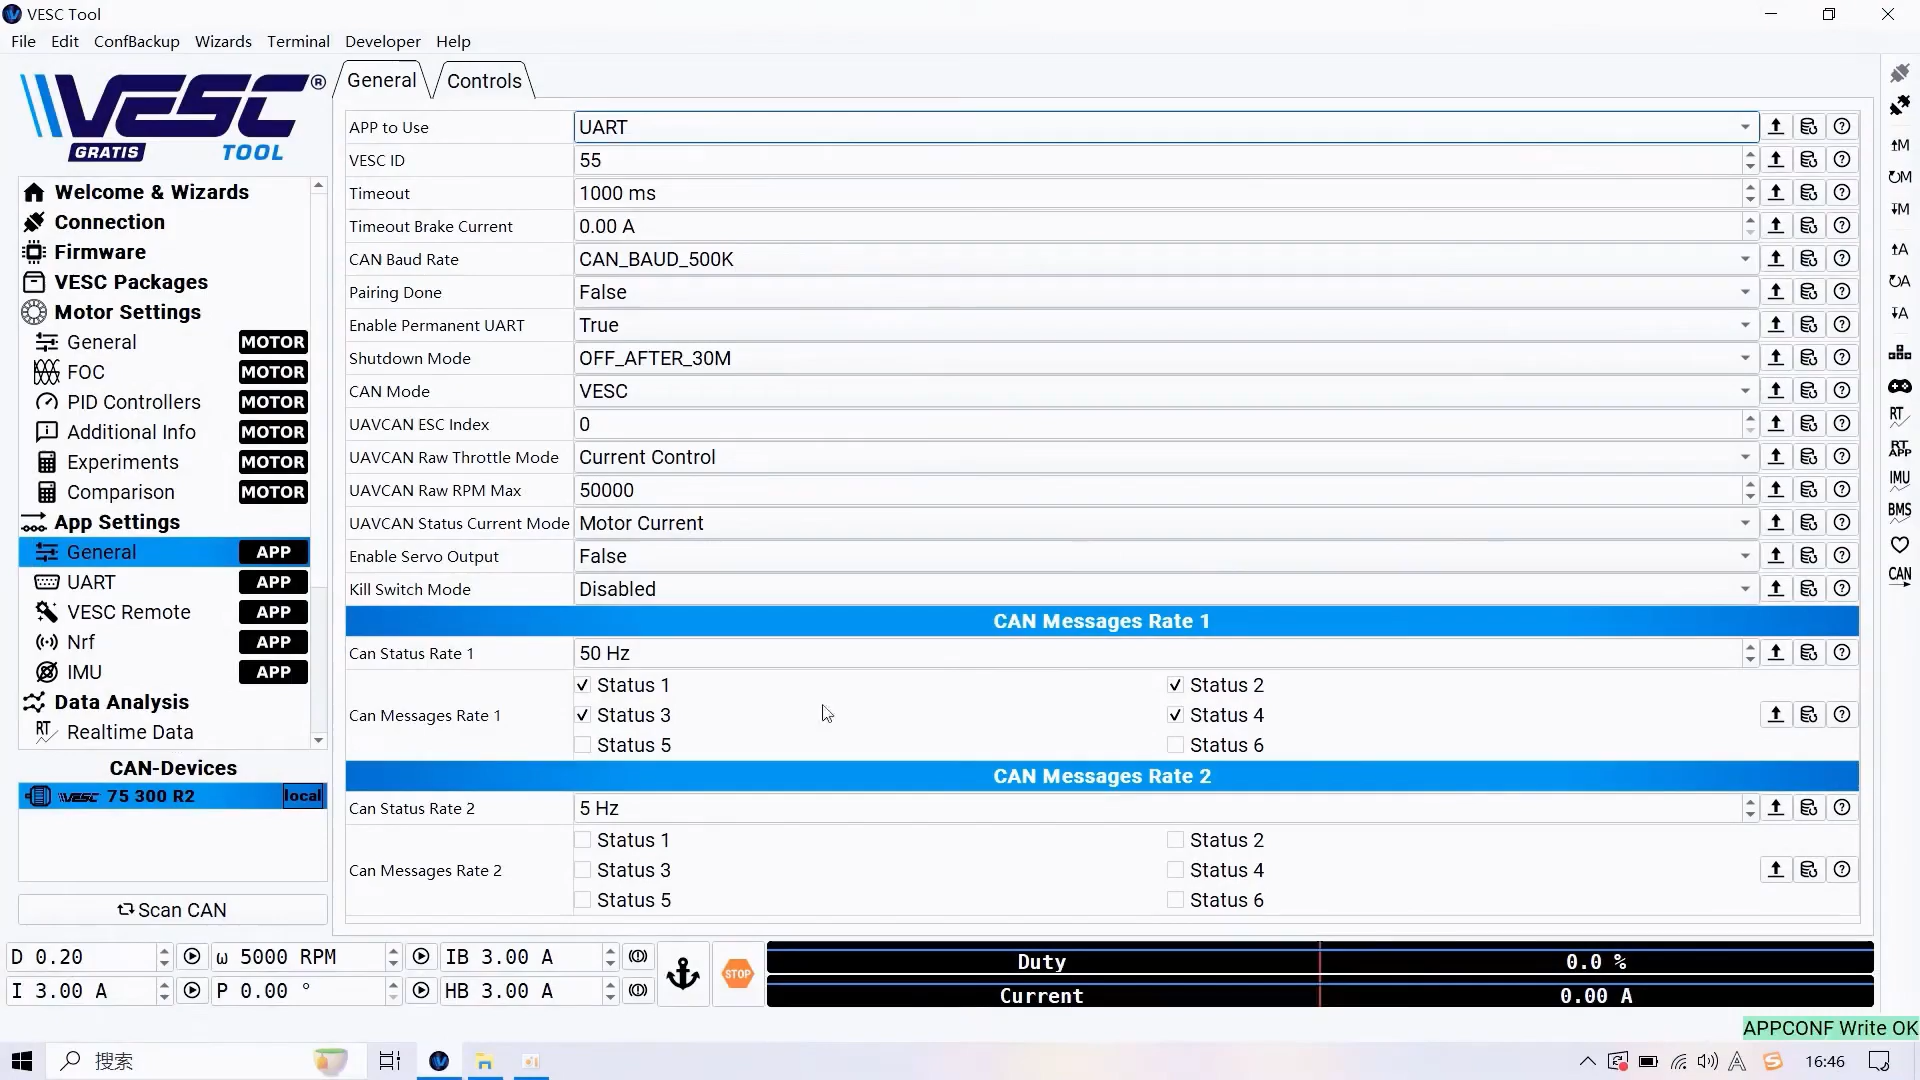 VESC Tool
File Edit ConfBackup Wizards Terminal Developer Help
VESC®
GRATIS TOOL
Welcome & Wizards
Connection
Firmware
VESC Packages
Motor Settings
General MOTOR
FOC MOTOR
PID Controllers MOTOR
Additional Info MOTOR
Experiments MOTOR
Comparison MOTOR
App Settings
General APP
UART APP
VESC Remote APP
Nrf APP
IMU APP
Data Analysis
RT Realtime Data
CAN-Devices
VESC 75 300 R2 local
Scan CAN
General Controls
APP to Use UART
VESC ID 55
Timeout 1000 ms
Timeout Brake Current 0.00 A
CAN Baud Rate CAN_BAUD_500K
Pairing Done False
Enable Permanent UART True
Shutdown Mode OFF_AFTER_30M
CAN Mode VESC
UAVCAN ESC Index 0
UAVCAN Raw Throttle Mode Current Control
UAVCAN Raw RPM Max 50000
UAVCAN Status Current Mode Motor Current
Enable Servo Output False
Kill Switch Mode Disabled
CAN Messages Rate 1
Can Status Rate 1 50 Hz
Status 1 Status 2
Can Messages Rate 1 Status 3 Status 4
Status 5 Status 6
CAN Messages Rate 2
Can Status Rate 2 5 Hz
Status 1 Status 2
Can Messages Rate 2 Status 3 Status 4
Status 5 Status 6
M
M
M
A
A
A
RT
RT
APP
IMU
BMS
CAN
D 0.20 ω 5000 RPM IB 3.00 A
I 3.00 A P 0.00 ° HB 3.00 A
STOP
Duty 0.0 %
Current 0.00 A
APPCONF Write OK
搜索
16:46